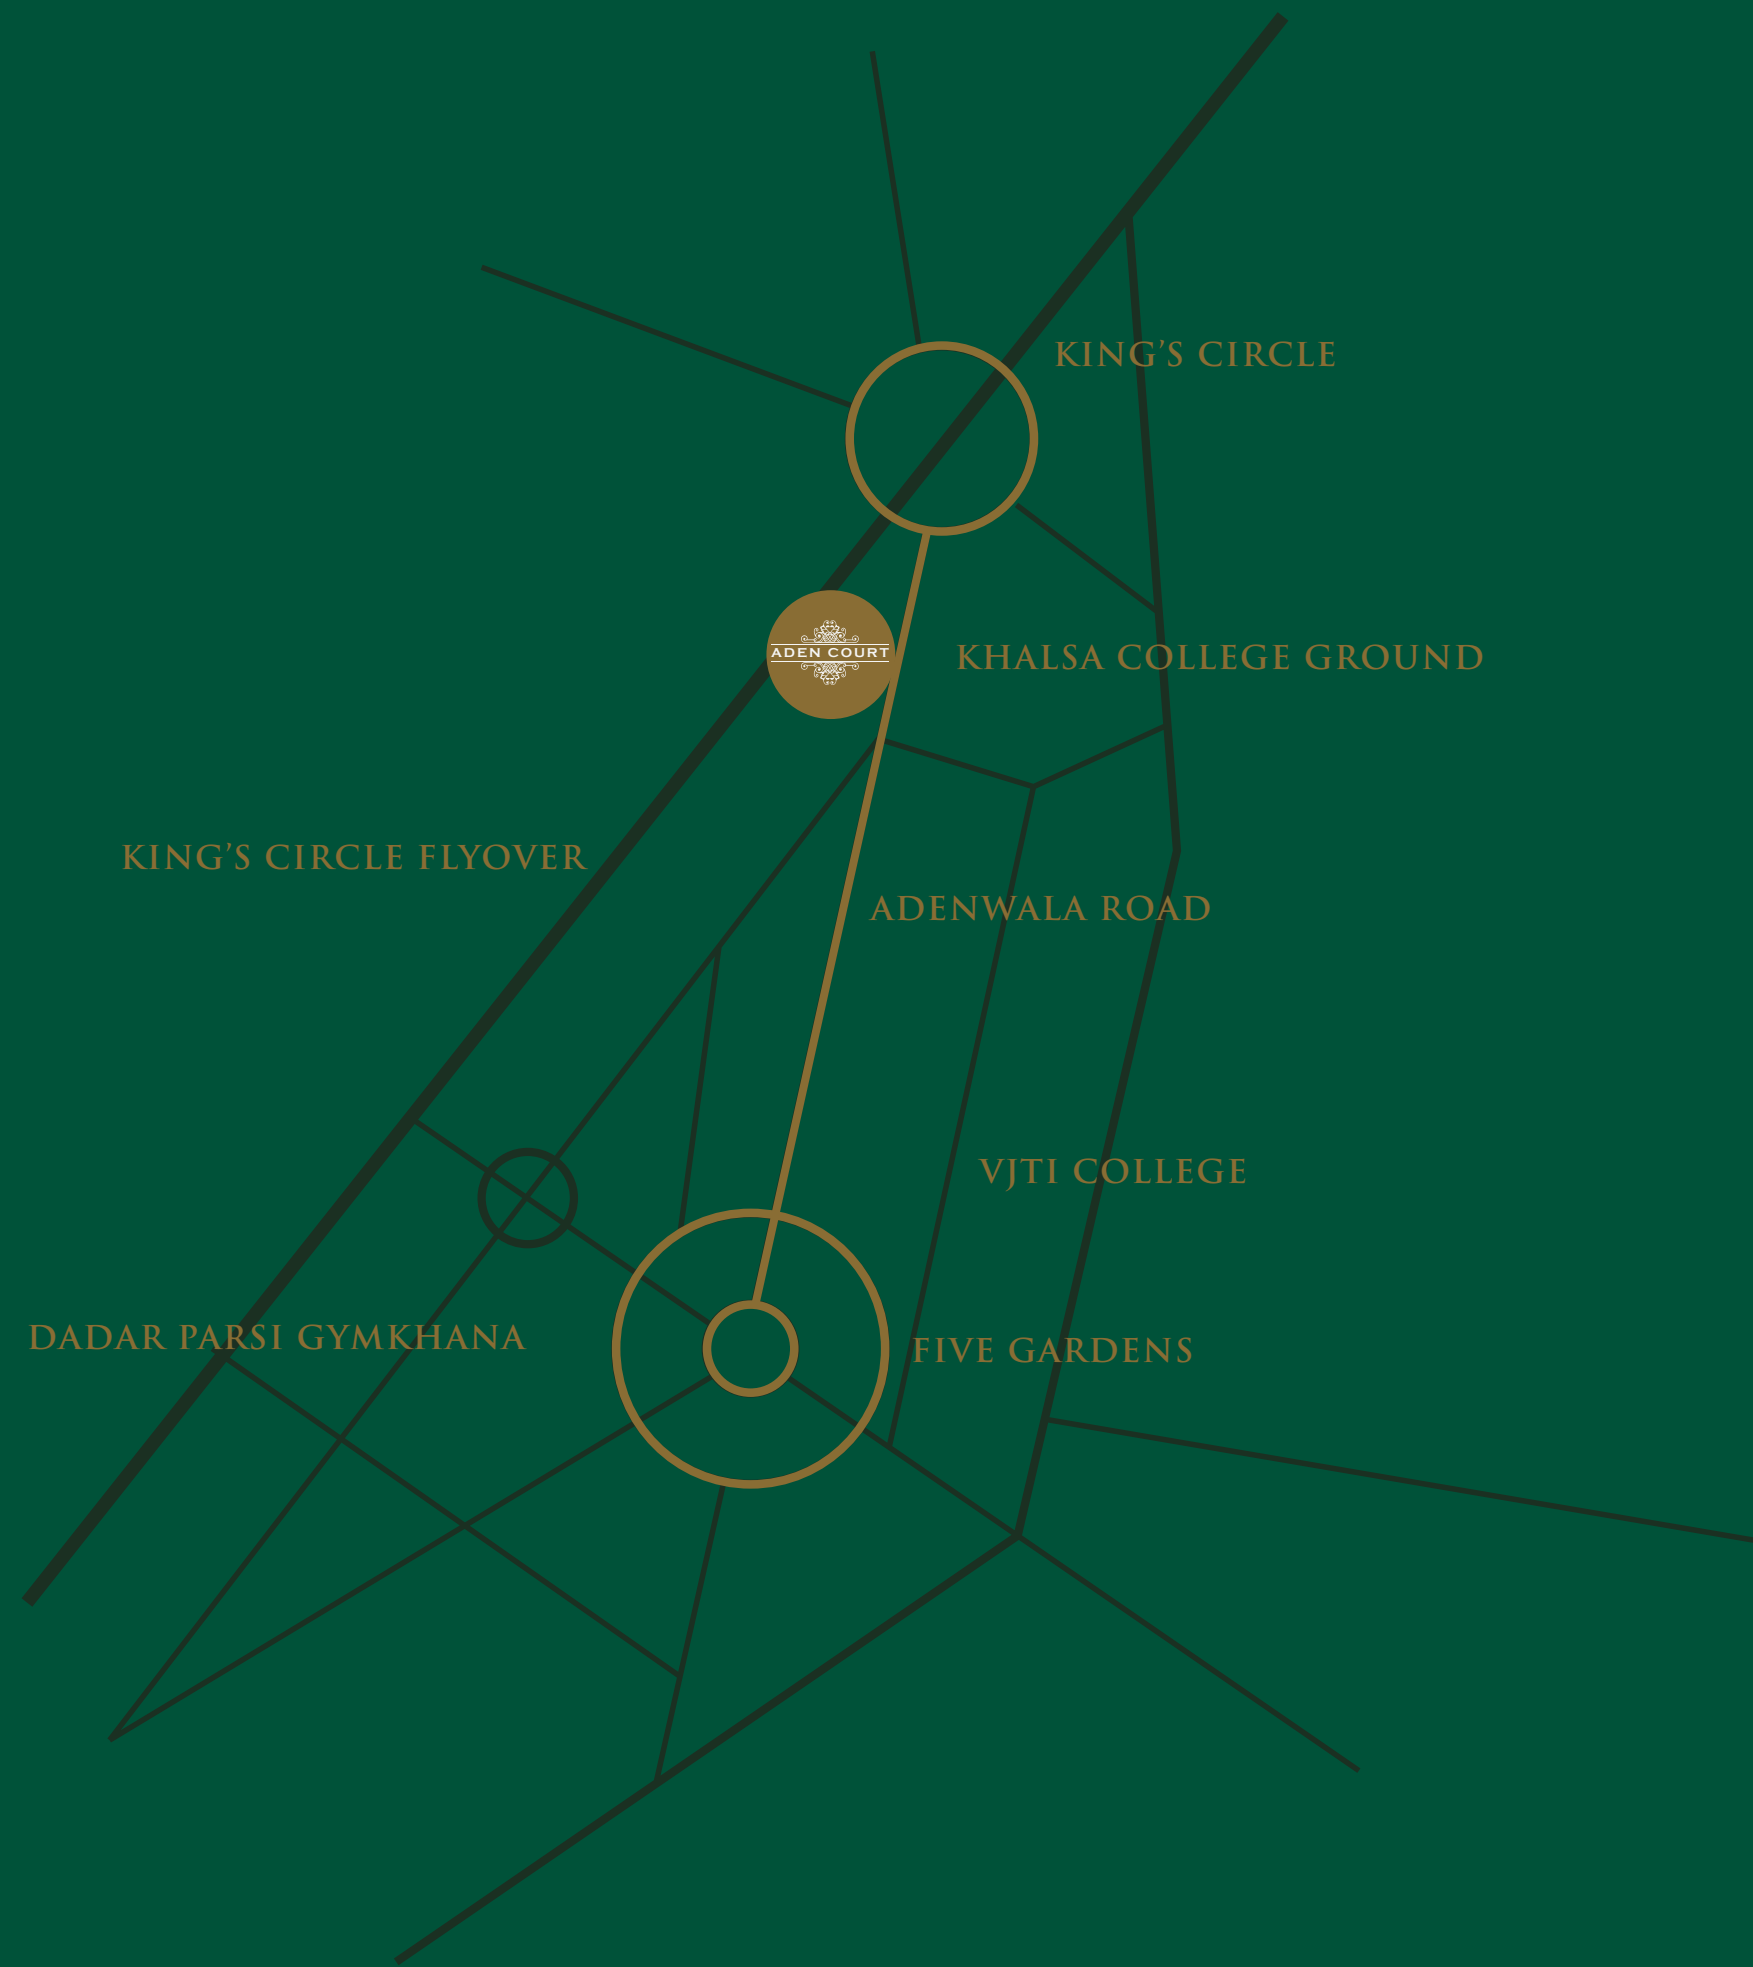 KING’S CIRCLE
ADEN COURT
KHALSA COLLEGE GROUND
KING’S CIRCLE FLYOVER
ADENWALA ROAD
VJTI COLLEGE
DADAR PARSI GYMKHANA
FIVE GARDENS